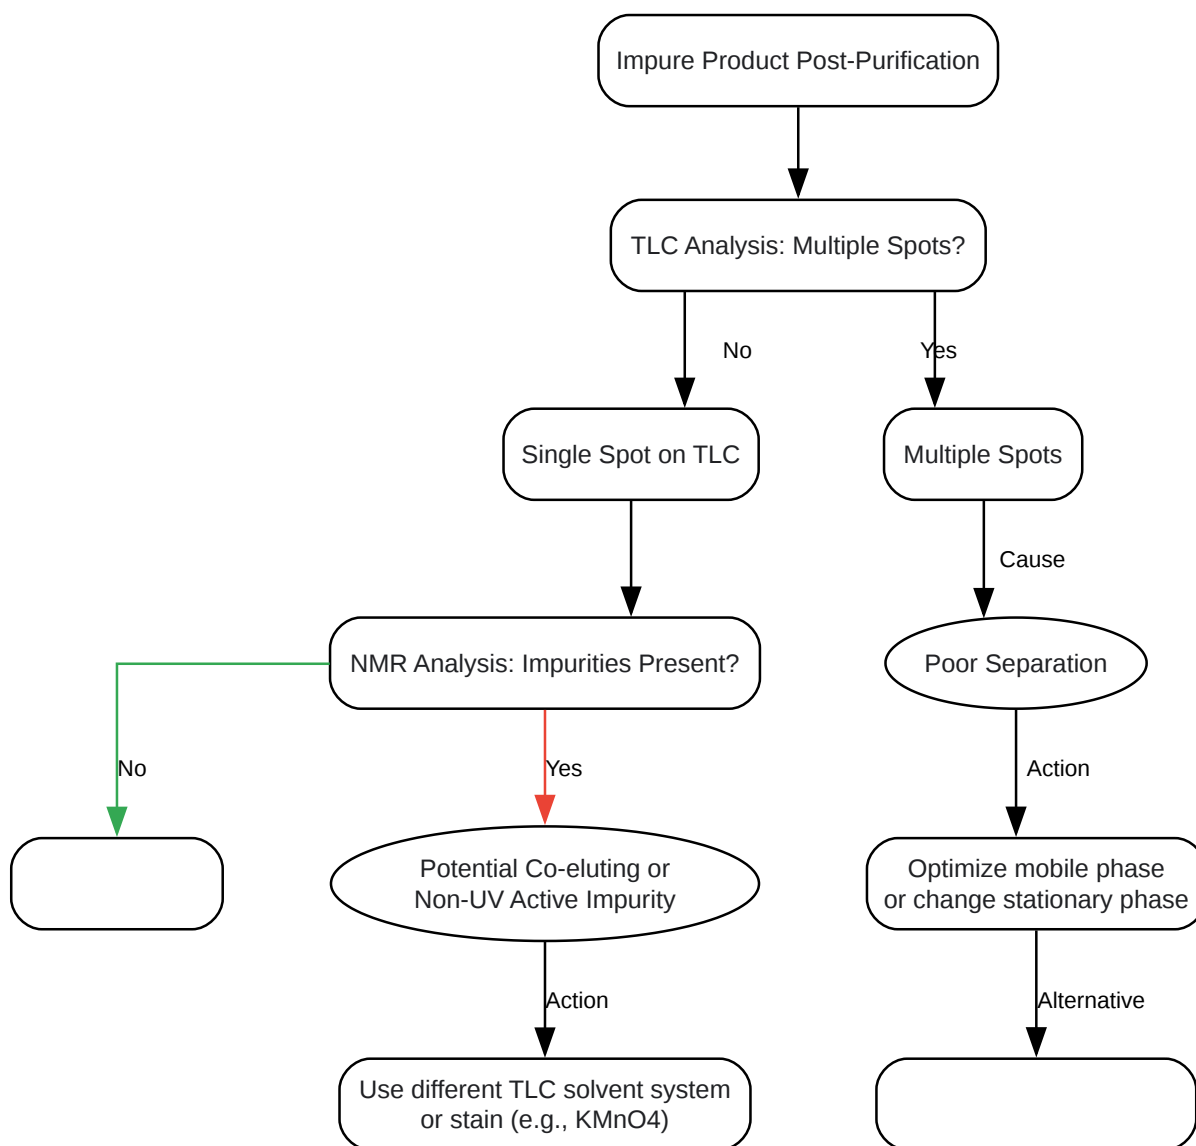 Impure Product Post-Purification
TLC Analysis: Multiple Spots?
No
Yes
Single Spot on TLC
Multiple Spots
Cause
NMR Analysis: Impurities Present?
Poor Separation
No
Yes
Action
Potential Co-eluting or
Non-UV Active Impurity
Optimize mobile phase
or change stationary phase
Action
Alternative
Use different TLC solvent system
or stain (e.g., KMnO4)